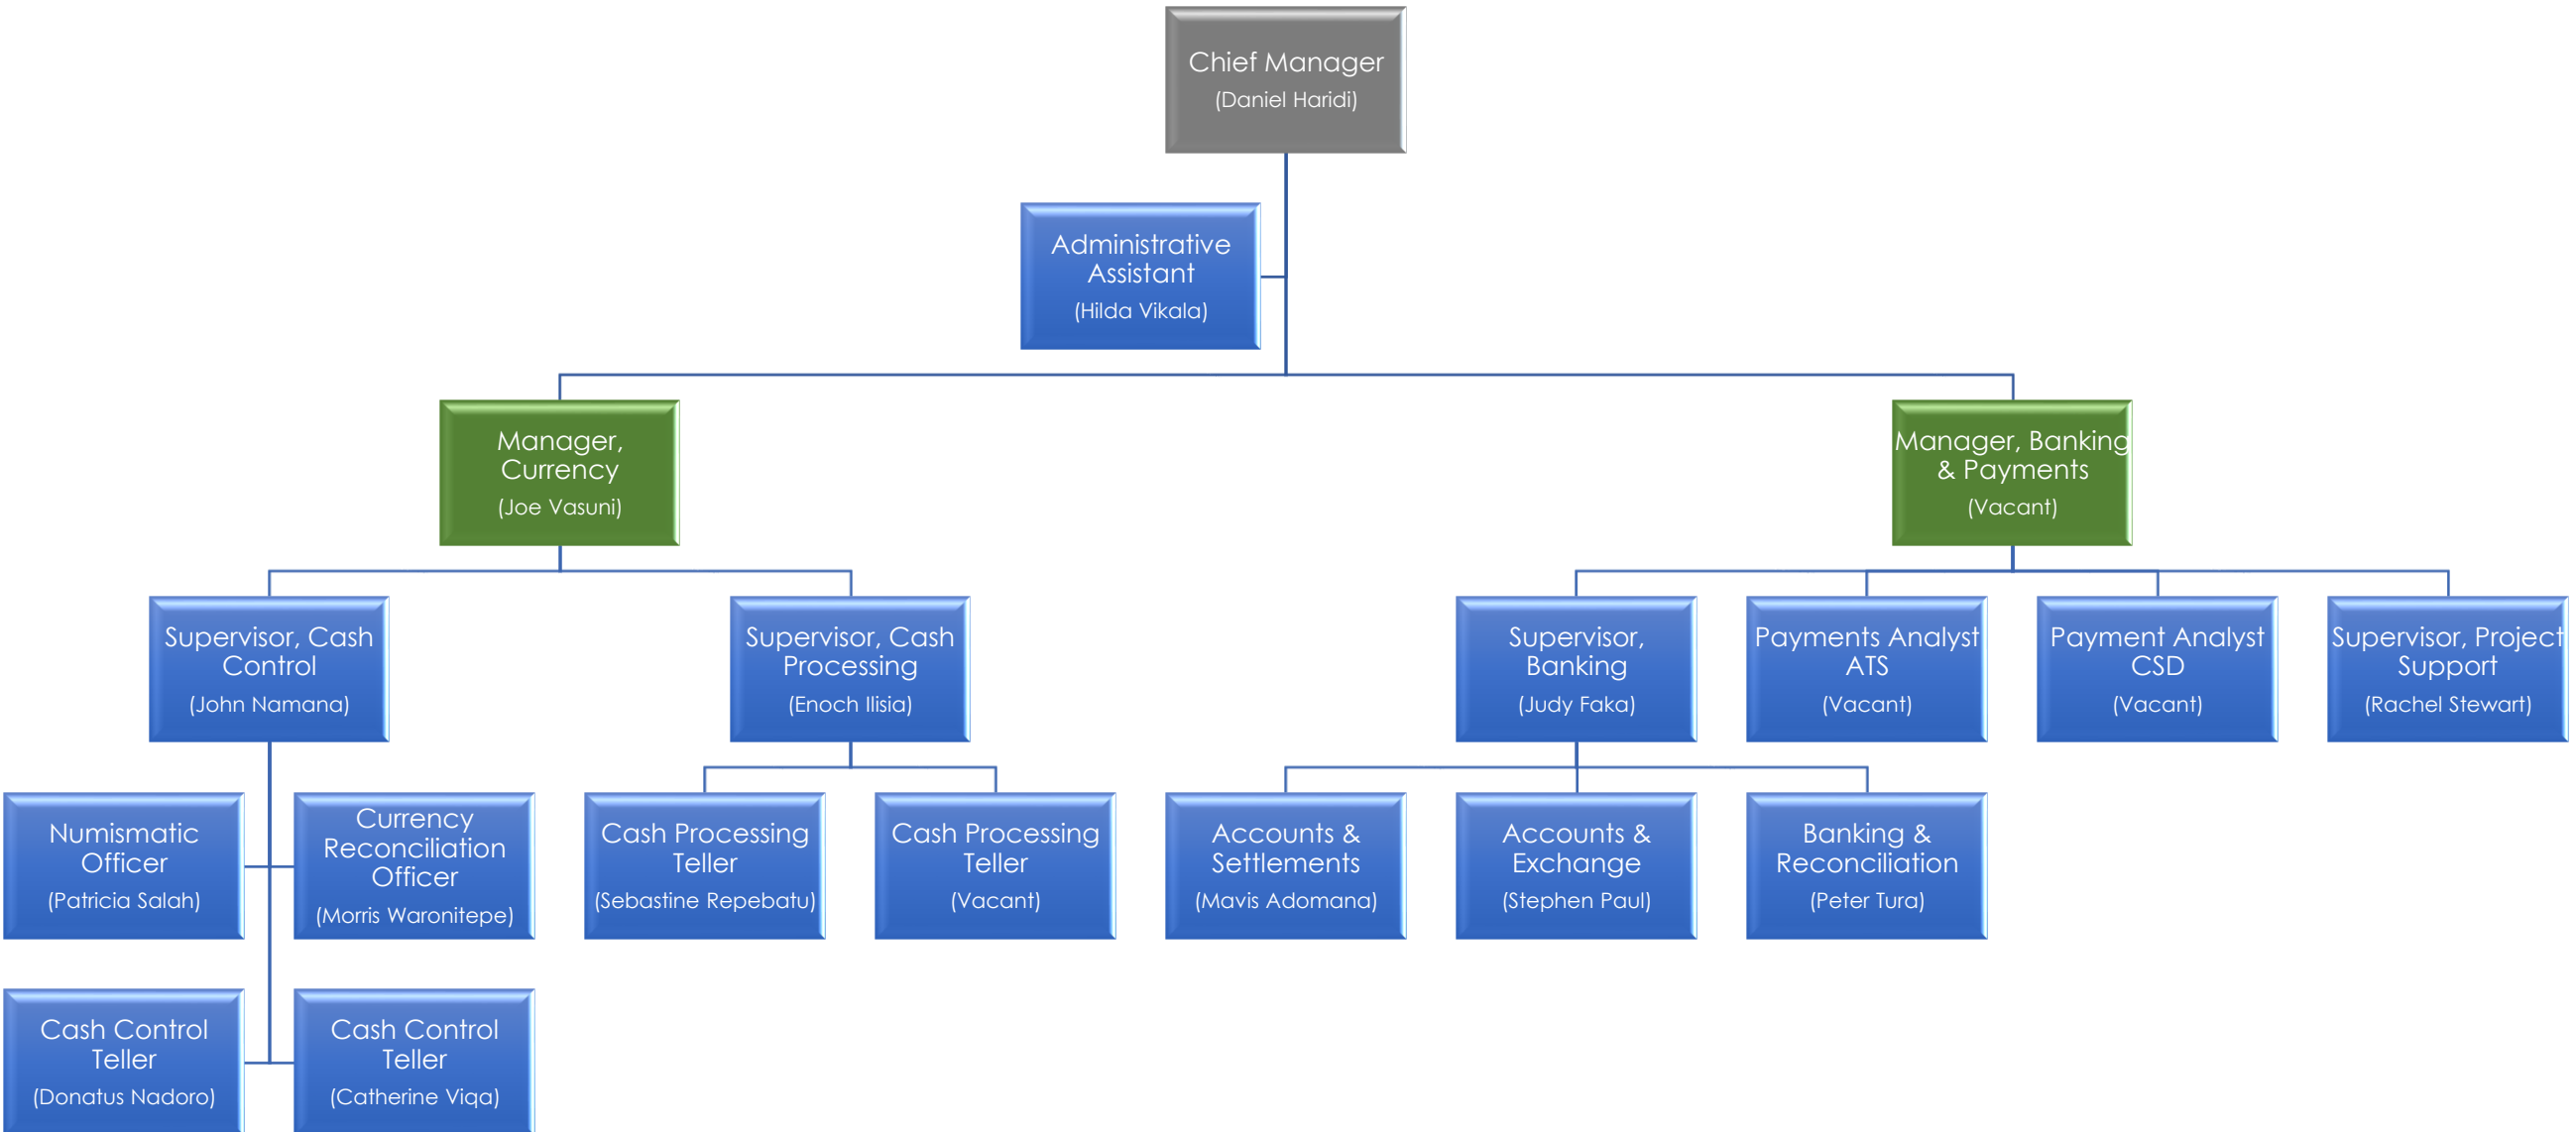 Chief Manager
(Daniel Haridi)
Administrative
Assistant
(Hilda Vikala)
Manager,
Currency
(Joe Vasuni)
Manager, Banking
& Payments
(Vacant)
Supervisor, Cash
Control
(John Namana)
Supervisor, Cash
Processing
(Enoch Ilisia)
Supervisor,
Banking
(Judy Faka)
Payments Analyst
ATS
(Vacant)
Payment Analyst
CSD
(Vacant)
Supervisor, Project
Support
(Rachel Stewart)
Numismatic
Officer
(Patricia Salah)
Currency
Reconciliation
Officer
(Morris Waronitepe)
Cash Processing
Teller
(Sebastine Repebatu)
Cash Processing
Teller
(Vacant)
Accounts &
Settlements
(Mavis Adomana)
Accounts &
Exchange
(Stephen Paul)
Banking &
Reconciliation
(Peter Tura)
Cash Control
Teller
(Donatus Nadoro)
Cash Control
Teller
(Catherine Viqa)